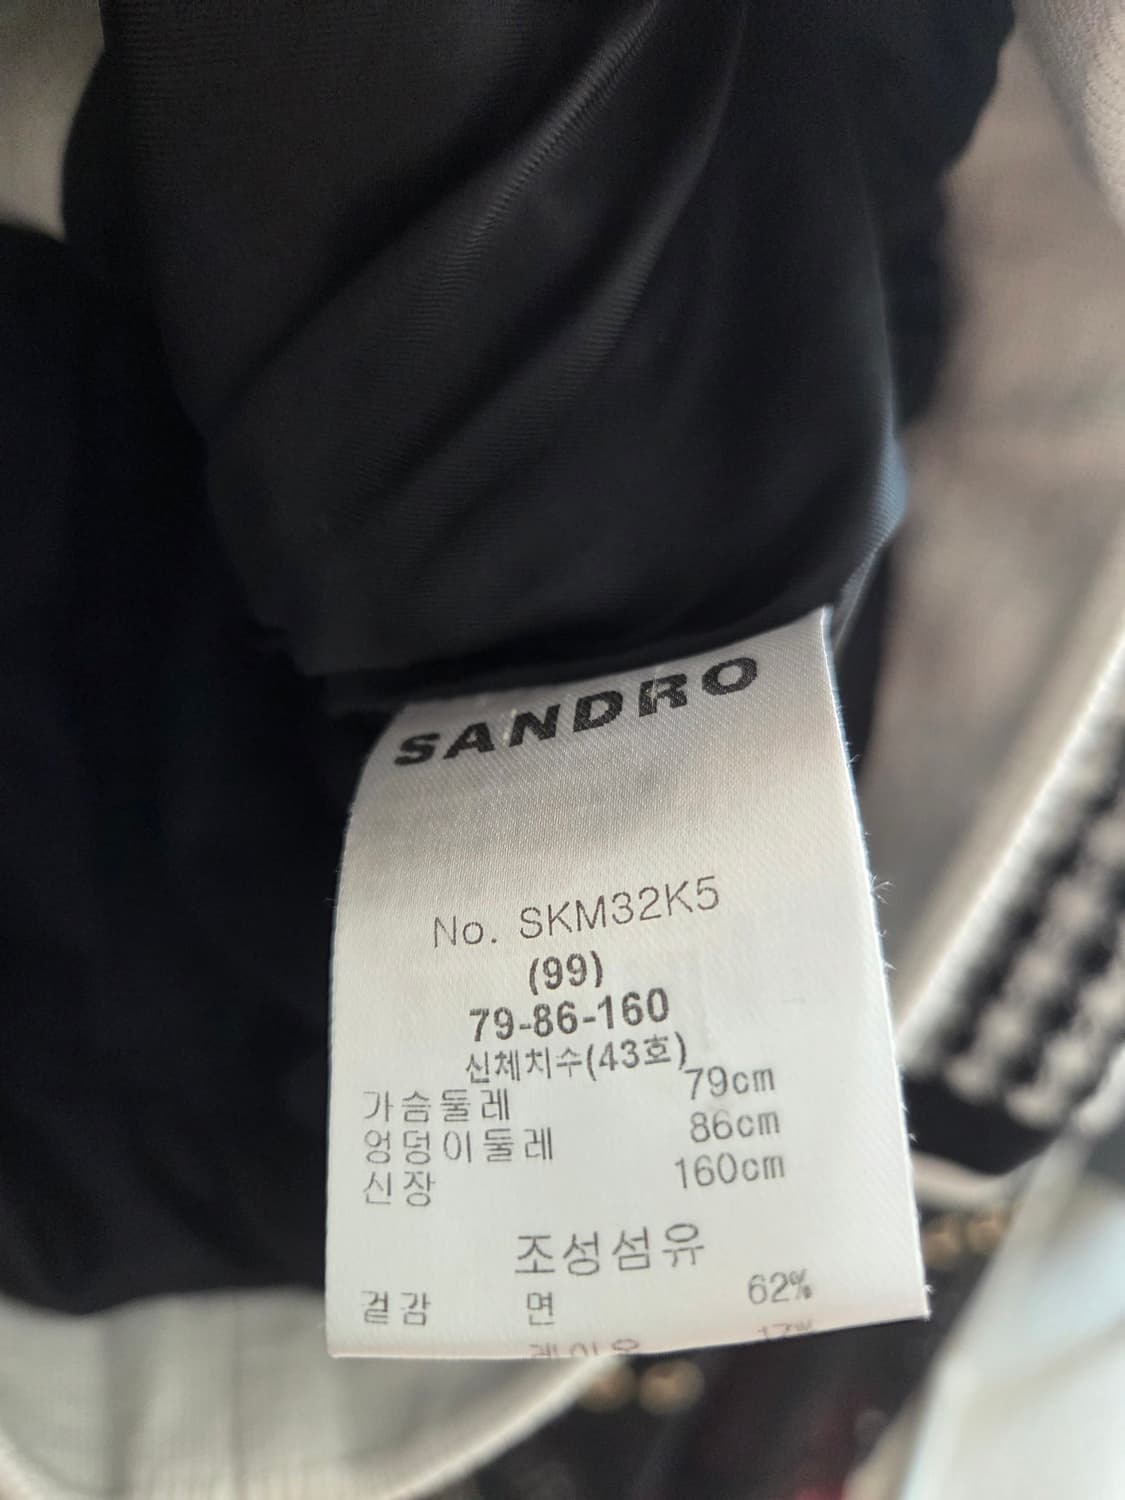 SANDRO
No. SKM32K5
(99)
79-86-160
신체치수(43호)
가슴둘레 79cm
엉덩이둘레 86cm
신장 160cm
조성섬유
겉감 면 62%